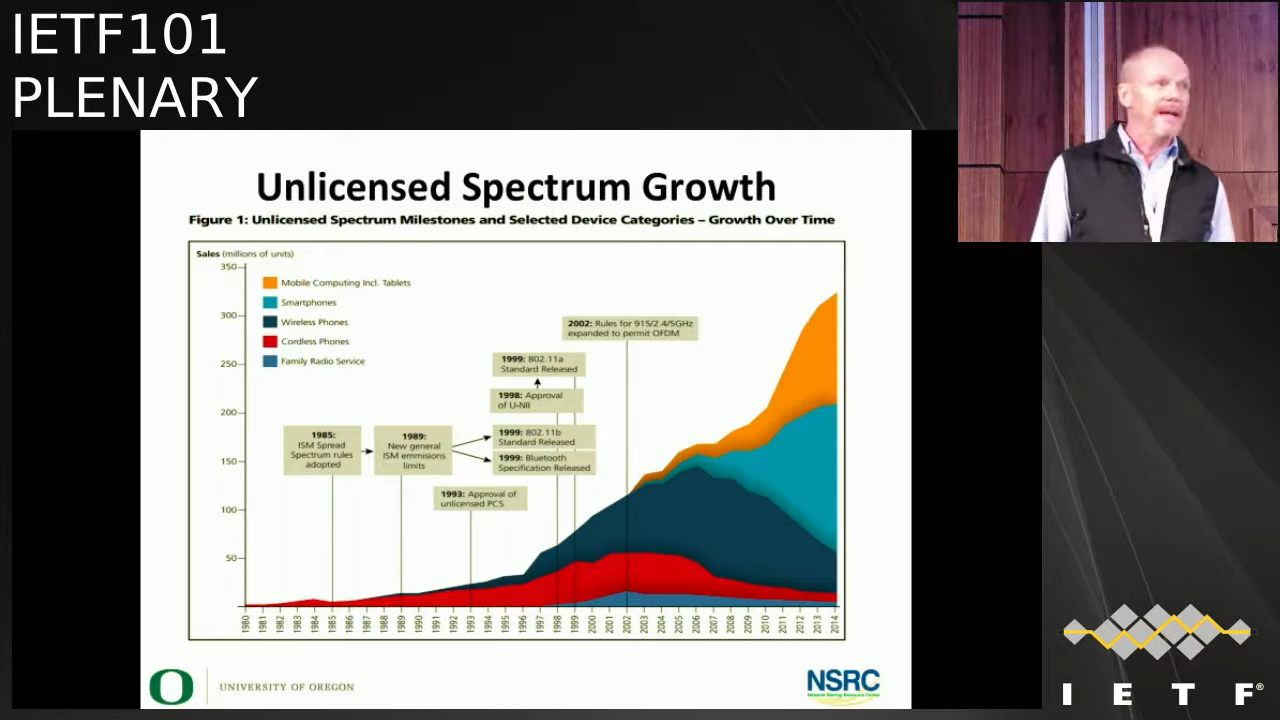 IETF101
PLENARY
Unlicensed Spectrum Growth
Figure 1: Unlicensed Spectrum Milestones and Selected Device Categories – Growth Over Time
Sales (millions of units)
350
300
250
200
150
100
50
Mobile Computing Incl. Tablets
Smartphones
Wireless Phones
Cordless Phones
Family Radio Service
2002: Rules for 915/2.4/5GHz
expanded to permit OFDM
1999: 802.11a
Standard Released
1998: Approval
of U-NII
1985:
ISM Spread
Spectrum rules
adopted
1989:
New general
ISM emmisions
limits
1999: 802.11b
Standard Released
1999: Bluetooth
Specification Released
1993: Approval of
unlicensed PCS
1980 1981 1982 1983 1984 1985 1986 1987 1988 1989 1990 1991 1992 1993 1994 1995 1996 1997 1998 1999 2000 2001 2002 2003 2004 2005 2006 2007 2008 2009 2010 2011 2012 2013 2014
O
UNIVERSITY OF OREGON
NSRC
Network Startup Resource Center
I E T F®